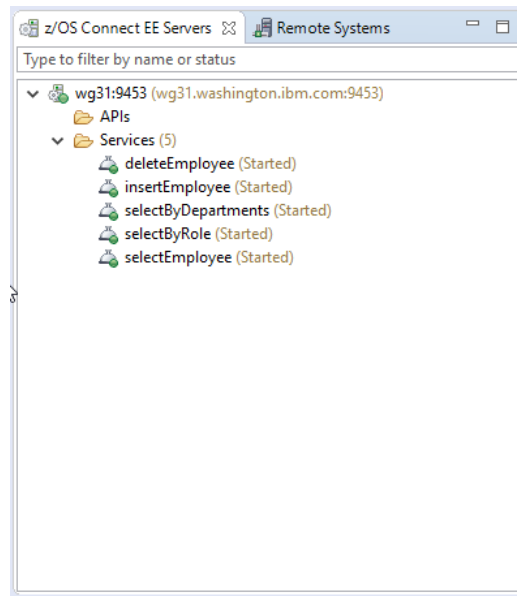 z/OS Connect EE Servers Remote Systems
Type to filter by name or status
wg31:9453 (wg31.washington.ibm.com:9453)
APIs
Services (5)
deleteEmployee (Started)
insertEmployee (Started)
selectByDepartments (Started)
selectByRole (Started)
selectEmployee (Started)